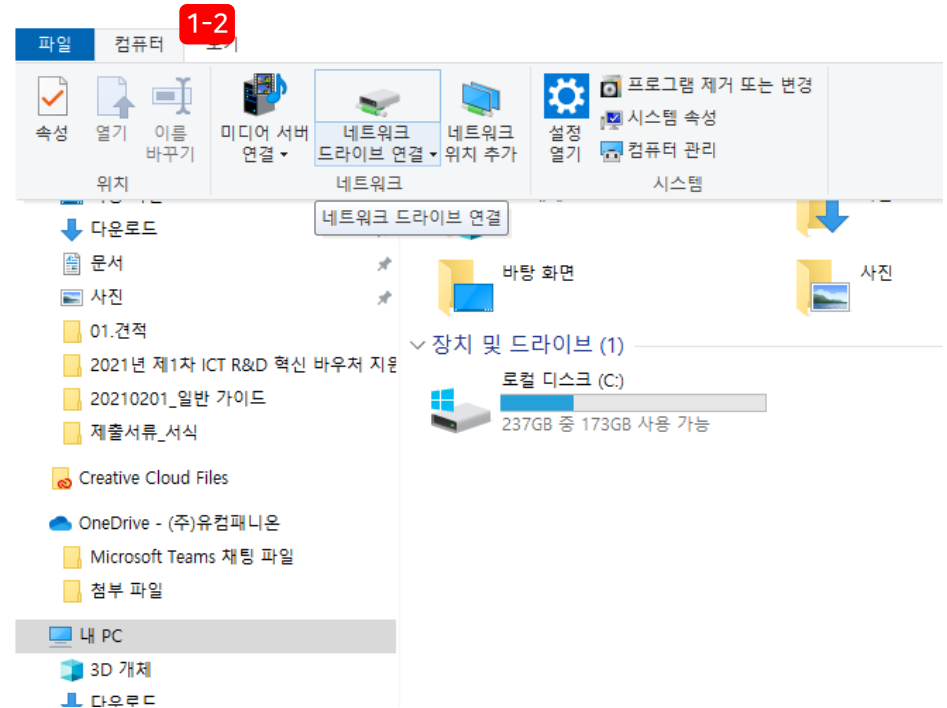 1-2
파일 컴퓨터 보기
속성 열기 이름 바꾸기
미디어 서버 연결
네트워크 드라이브 연결
네트워크 위치 추가
설정 열기
프로그램 제거 또는 변경
시스템 속성
컴퓨터 관리
위치 네트워크 시스템
네트워크 드라이브 연결
다운로드
문서
사진
01.견적
2021년 제1차 ICT R&D 혁신 바우처 지원
20210201_일반 가이드
제출서류_서식
Creative Cloud Files
OneDrive - (주)유컴패니온
Microsoft Teams 채팅 파일
첨부 파일
내 PC
3D 개체
다운로드
바탕 화면
사진
장치 및 드라이브 (1)
로컬 디스크 (C:)
237GB 중 173GB 사용 가능